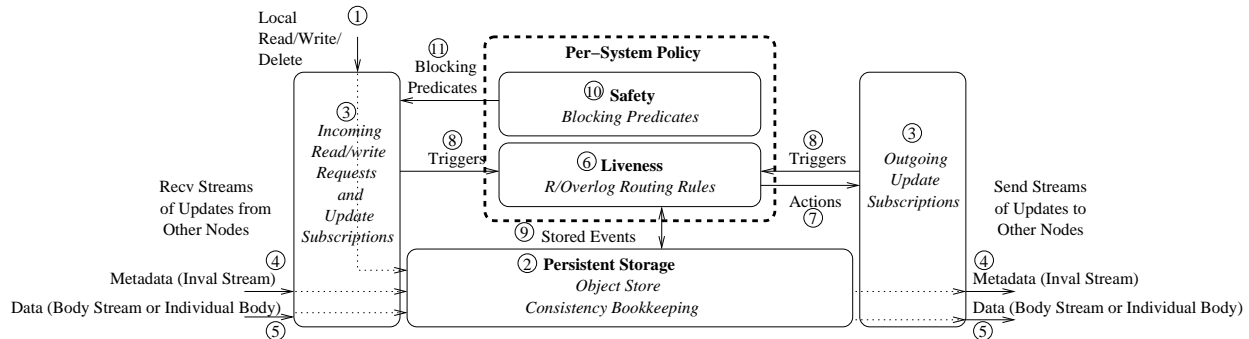 Local
Read/Write/
Delete
①
⑪
Blocking
Predicates
Per−System Policy
⑩ Safety
Blocking Predicates
③
Incoming
Read/write
Requests
and
Update
Subscriptions
⑧
Triggers
⑥ Liveness
R/Overlog Routing Rules
⑧
Triggers
Actions
⑦
③
Outgoing
Update
Subscriptions
Recv Streams
of Updates from
Other Nodes
Send Streams
of Updates to
Other Nodes
⑨ Stored Events
② Persistent Storage
Object Store
Consistency Bookkeeping
④
Metadata (Inval Stream)
Data (Body Stream or Individual Body)
⑤
④
Metadata (Inval Stream)
Data (Body Stream or Individual Body)
⑤